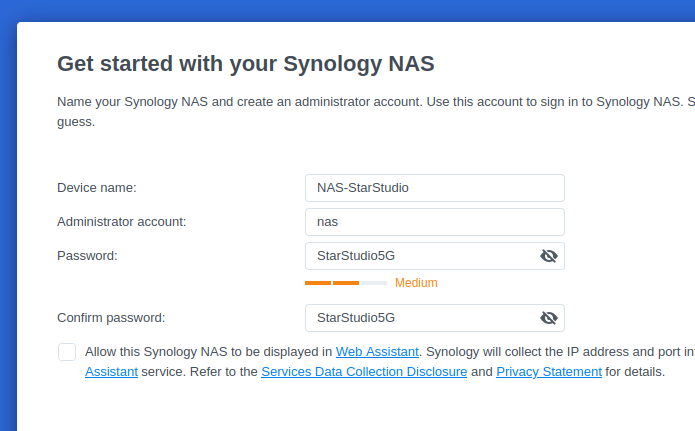 Get started with your Synology NAS
Name your Synology NAS and create an administrator account. Use this account to sign in to Synology NAS. S
guess.
Device name: NAS-StarStudio
Administrator account: nas
Password: StarStudio5G
Medium
Confirm password: StarStudio5G
Allow this Synology NAS to be displayed in Web Assistant. Synology will collect the IP address and port in
Assistant service. Refer to the Services Data Collection Disclosure and Privacy Statement for details.